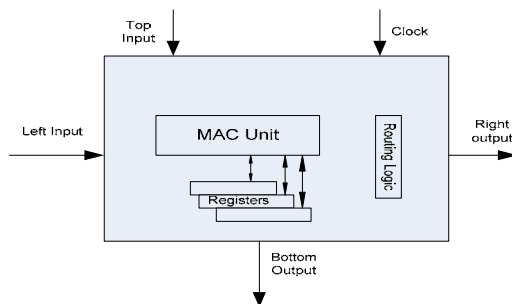 Top
Input
Clock
Left Input
MAC Unit
Routing Logic
Right
output
Registers
Bottom
Output